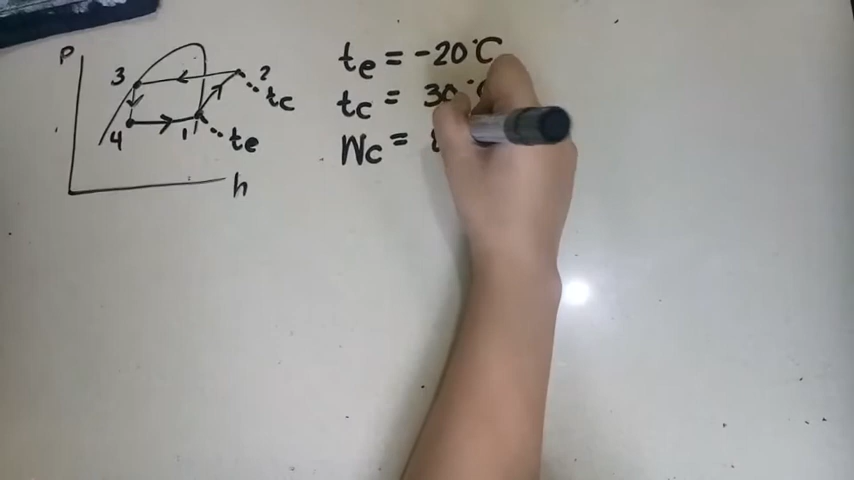 P
3
2
tc
4
1
te
h
te = -20°C
tc = 30°
Wc =